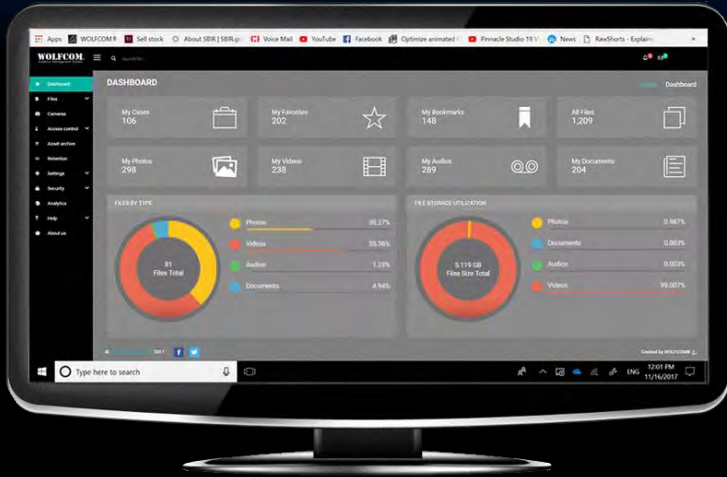 Apps WOLFCOM® Sell stock About SBIR | SBIR.go Voice Mail YouTube Facebook Optimize animated Pinnacle Studio 19 News RawShorts - Explain
WOLFCOM
Dashboard
Files
Cameras
Access control
Asset archive
Retention
Settings
Security
Analytics
Help
About us
DASHBOARD
Dashboard
My Cases
106
My Favorites
202
My Bookmarks
148
All Files
1,209
My Photos
298
My Videos
238
My Audios
289
My Documents
204
FILES BY TYPE
81
Files Total
Photos 38.27%
Videos
Audios 1.23%
Documents 4.94%
FILE STORAGE UTILIZATION
5.119 GB
Files Size Total
Photos 0.987%
Documents 0.003%
Audios 0.003%
Videos 99.007%
Created by WOLFCOM®
Type here to search
ENG
12:01 PM
11/16/2017